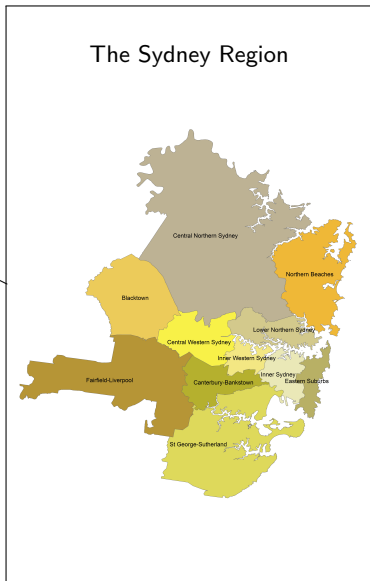 The Sydney Region
Central Northern Sydney
Northern Beaches
Blacktown
Lower Northern Sydney
Central Western Sydney
Inner Western Sydney
Inner Sydney
Fairfield-Liverpool
Canterbury-Bankstown
Eastern Suburbs
St George-Sutherland